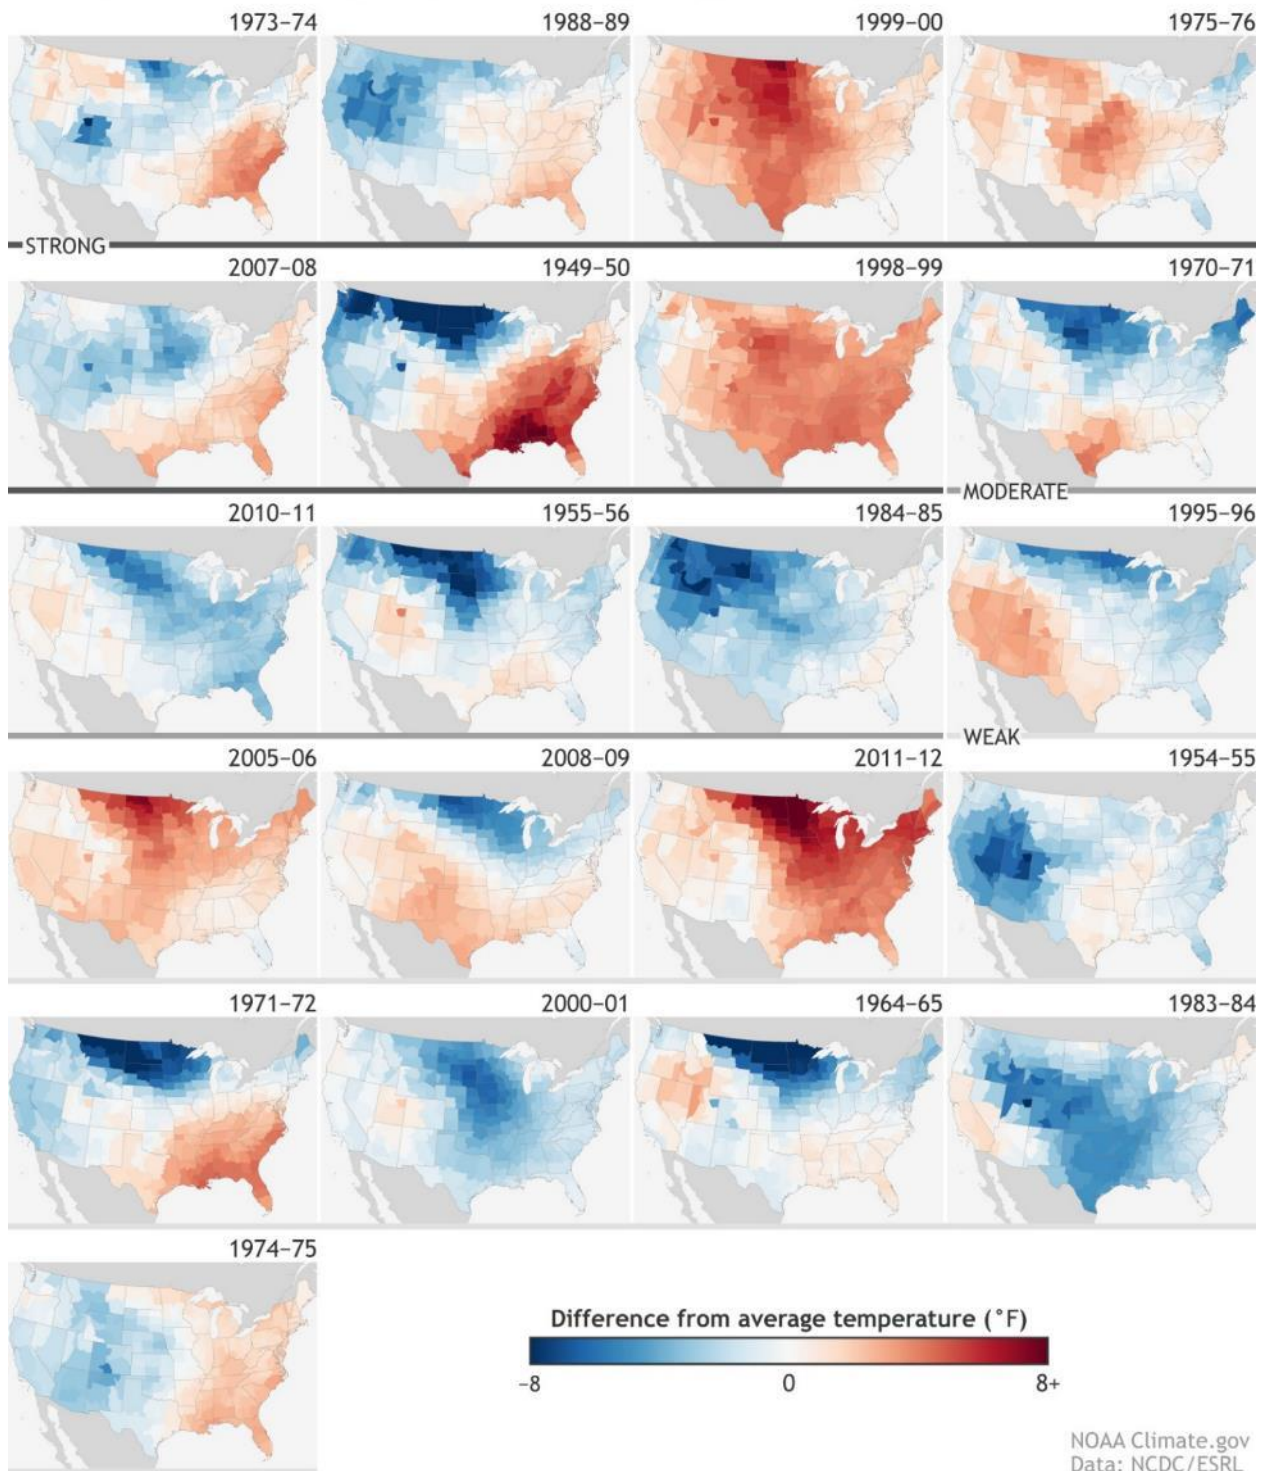 1973–74 1988–89 1999–00 1975–76
STRONG
2007–08 1949–50 1998–99 1970–71
MODERATE
2010–11 1955–56 1984–85 1995–96
WEAK
2005–06 2008–09 2011–12 1954–55
1971–72 2000–01 1964–65 1983–84
1974–75
Difference from average temperature (°F)
–8 0 8+
NOAA Climate.gov
Data: NCDC/ESRL